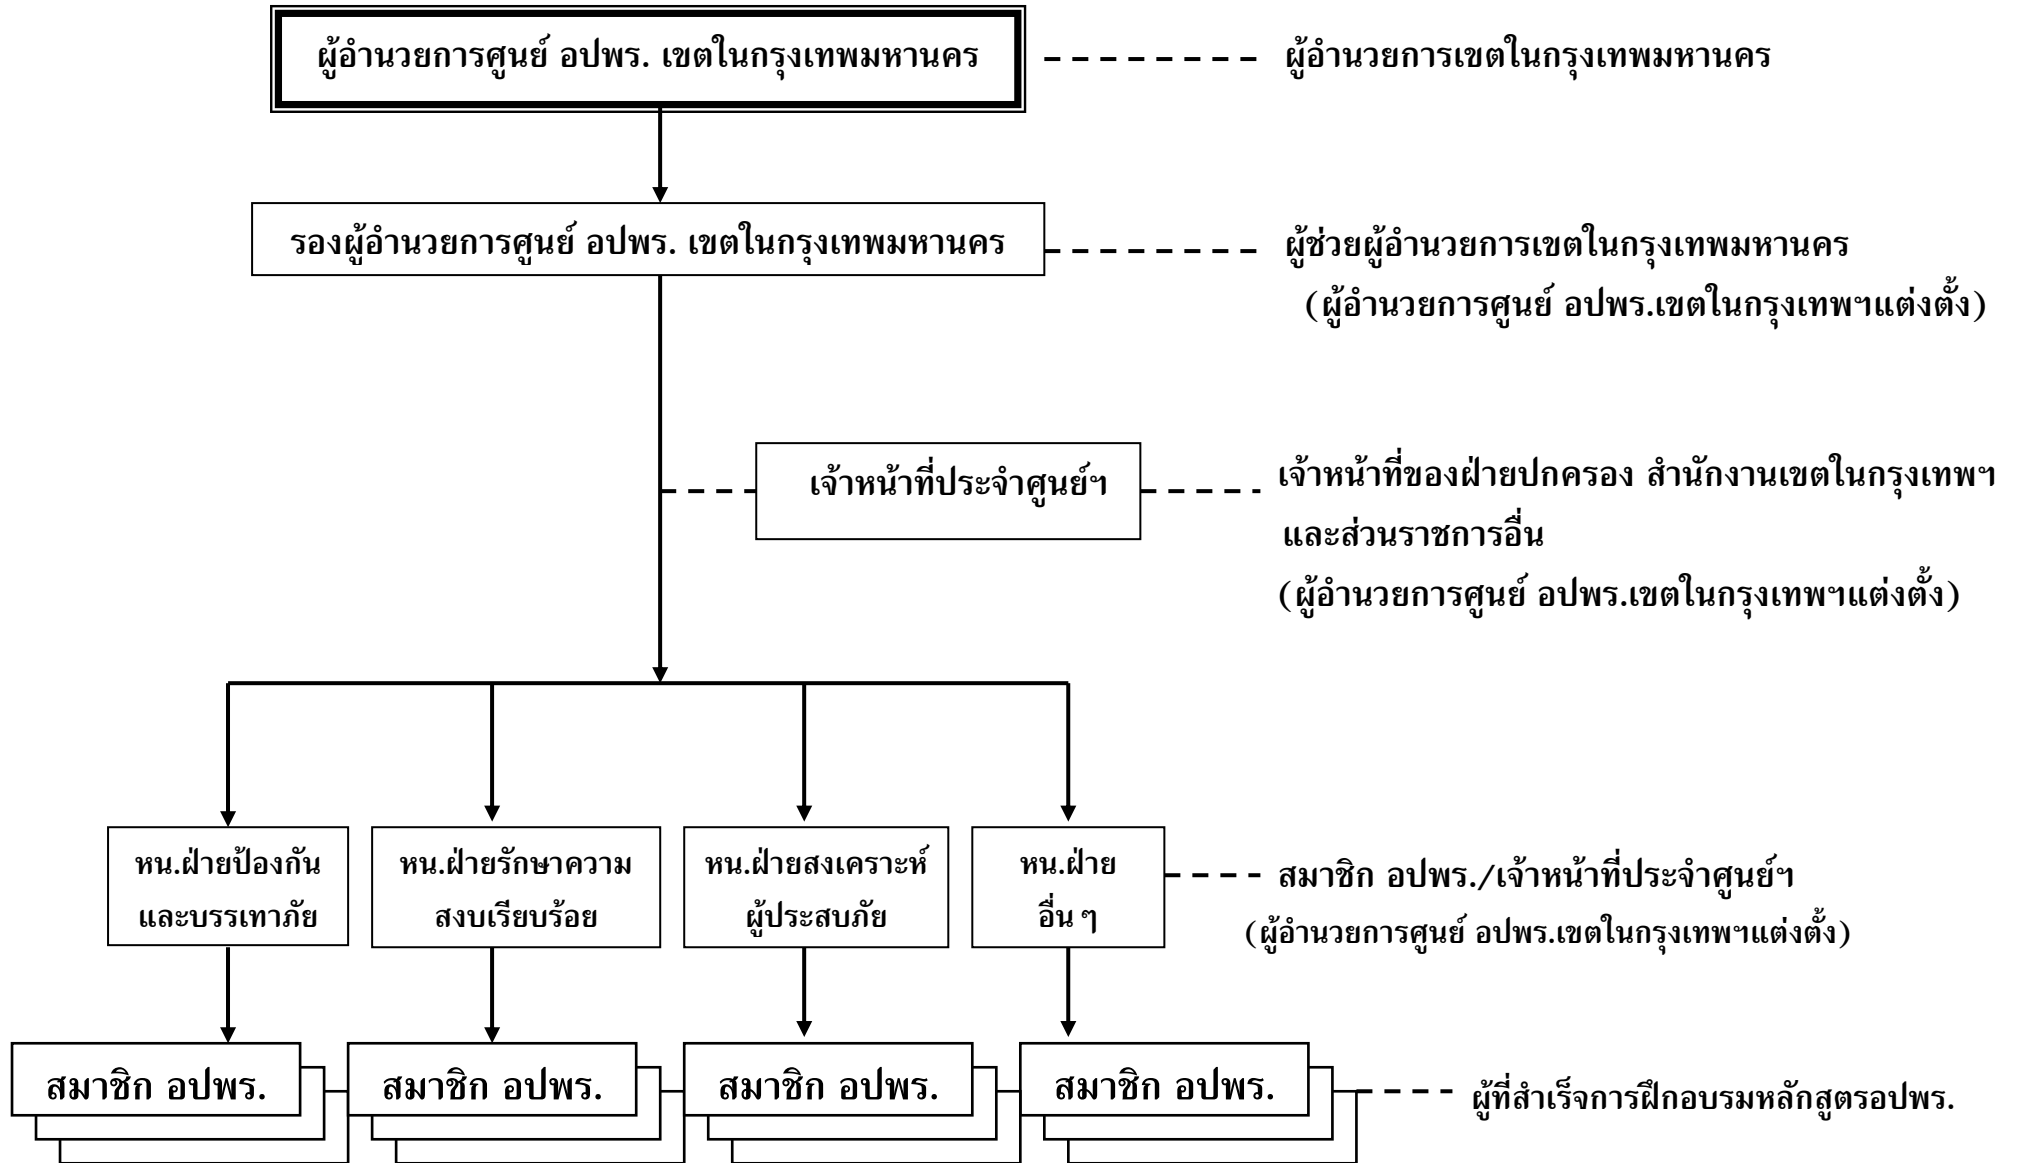 ผู้อำนวยการศูนย์ อปพร. เขตในกรุงเทพมหานคร
ผู้อำนวยการเขตในกรุงเทพมหานคร
รองผู้อำนวยการศูนย์ อปพร. เขตในกรุงเทพมหานคร
ผู้ช่วยผู้อำนวยการเขตในกรุงเทพมหานคร
(ผู้อำนวยการศูนย์ อปพร.เขตในกรุงเทพฯแต่งตั้ง)
เจ้าหน้าที่ประจำศูนย์ฯ
เจ้าหน้าที่ของฝ่ายปกครอง สำนักงานเขตในกรุงเทพฯ
และส่วนราชการอื่น
(ผู้อำนวยการศูนย์ อปพร.เขตในกรุงเทพฯแต่งตั้ง)
หน.ฝ่ายป้องกัน
และบรรเทาภัย
หน.ฝ่ายรักษาความ
สงบเรียบร้อย
หน.ฝ่ายสงเคราะห์
ผู้ประสบภัย
หน.ฝ่าย
อื่น ๆ
สมาชิก อปพร./เจ้าหน้าที่ประจำศูนย์ฯ
(ผู้อำนวยการศูนย์ อปพร.เขตในกรุงเทพฯแต่งตั้ง)
สมาชิก อปพร.
สมาชิก อปพร.
สมาชิก อปพร.
สมาชิก อปพร.
ผู้ที่สำเร็จการฝึกอบรมหลักสูตรอปพร.